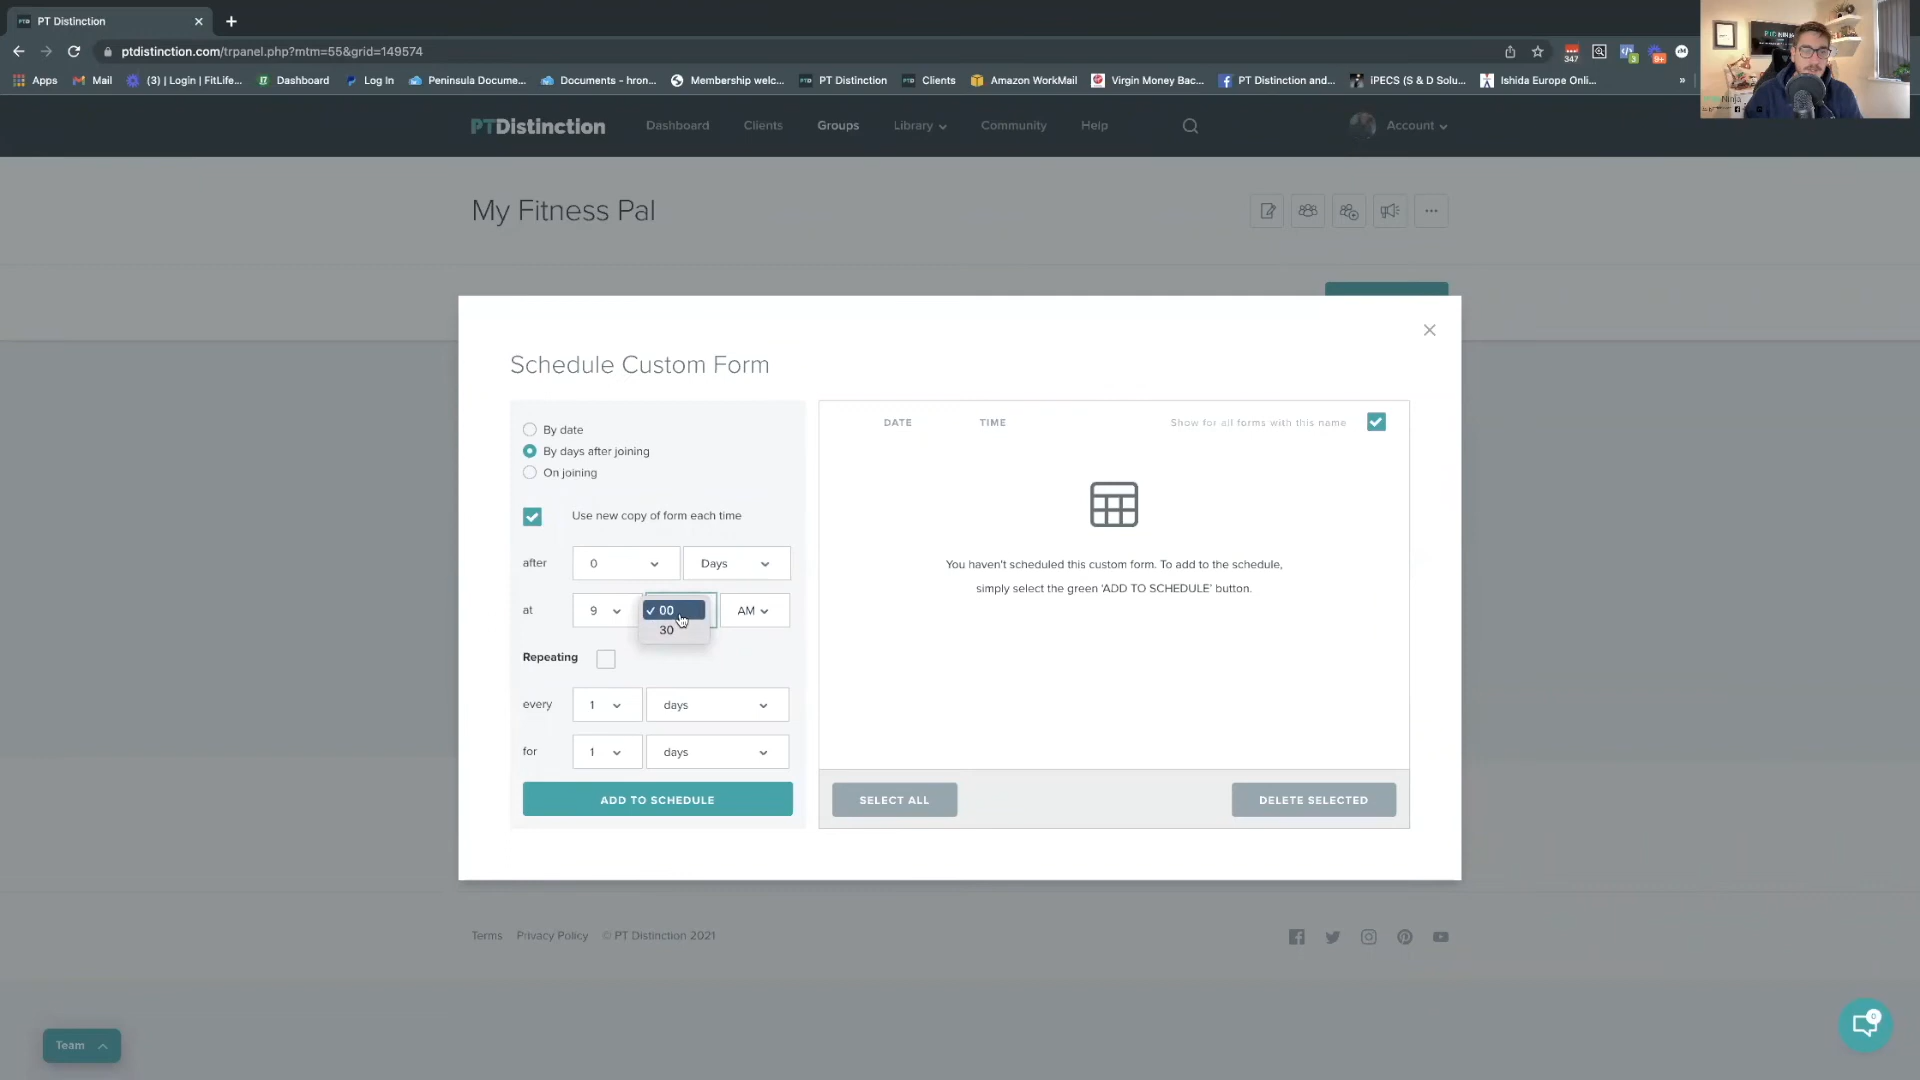 PT Distinction
ptdistinction.com/trpanel.php?mtm=55&grid=149574
347
3
9+
Apps
Mail
(3) | Login | FitLife...
Dashboard
Log In
Peninsula Docume...
Documents - hron...
Membership welc...
PT Distinction
Clients
Amazon WorkMail
Virgin Money Bac...
PT Distinction and...
iPECS (S & D Solu...
Ishida Europe Onli...
»
PTDistinction
Dashboard
Clients
Groups
Library
Community
Help
Account
My Fitness Pal
Schedule Custom Form
By date
By days after joining
On joining
Use new copy of form each time
after 0 Days
at 9 00 AM
30
Repeating
every 1 days
for 1 days
ADD TO SCHEDULE
DATE TIME Show for all forms with this name
You haven't scheduled this custom form. To add to the schedule,
simply select the green 'ADD TO SCHEDULE' button.
SELECT ALL
DELETE SELECTED
Terms Privacy Policy © PT Distinction 2021
Team
0